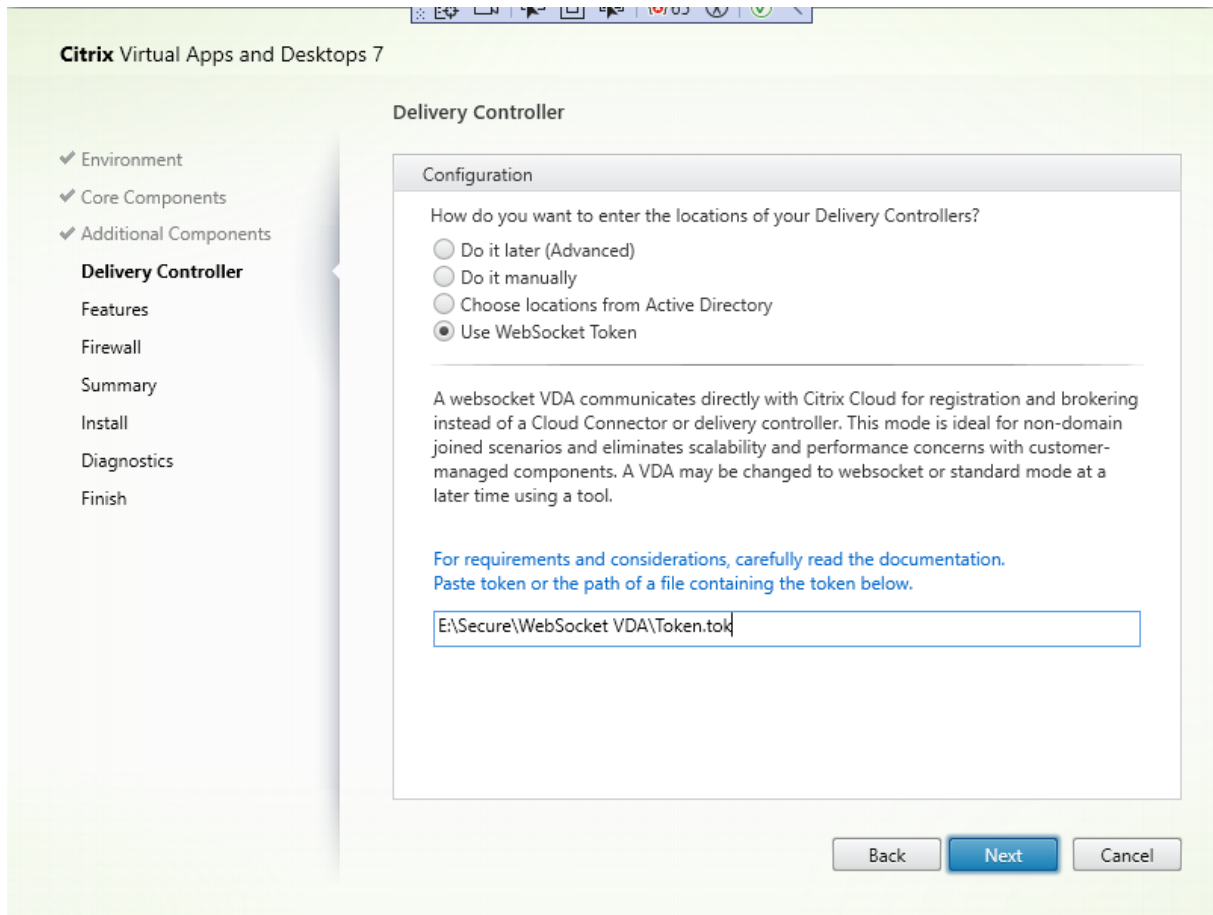 Citrix Virtual Apps and Desktops 7
Delivery Controller
Environment
Core Components
Additional Components
Delivery Controller
Features
Firewall
Summary
Install
Diagnostics
Finish
Configuration
How do you want to enter the locations of your Delivery Controllers?
Do it later (Advanced)
Do it manually
Choose locations from Active Directory
Use WebSocket Token
A websocket VDA communicates directly with Citrix Cloud for registration and brokering
instead of a Cloud Connector or delivery controller. This mode is ideal for non-domain
joined scenarios and eliminates scalability and performance concerns with customer-
managed components. A VDA may be changed to websocket or standard mode at a
later time using a tool.
For requirements and considerations, carefully read the documentation.
Paste token or the path of a file containing the token below.
E:\Secure\WebSocket VDA\Token.tok
Back
Next
Cancel